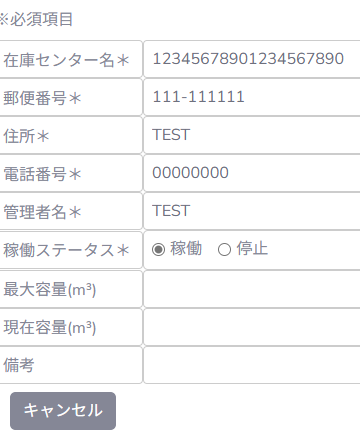 ※必須項目
在庫センター名＊ 12345678901234567890
郵便番号＊ 111-111111
住所＊ TEST
電話番号＊ 00000000
管理者名＊ TEST
稼働ステータス＊ 稼働 停止
最大容量(m³)
現在容量(m³)
備考
キャンセル